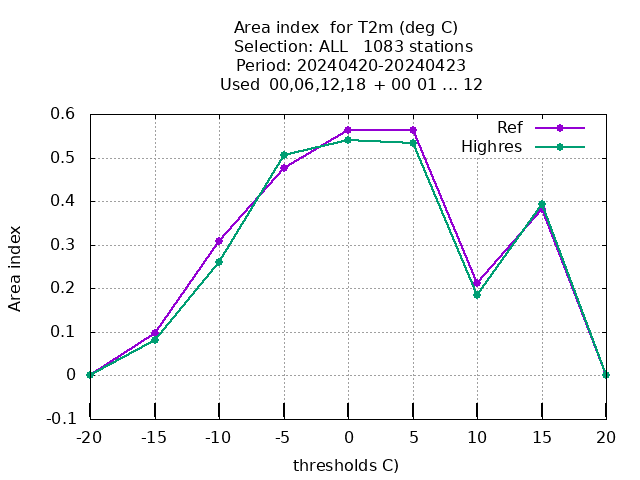 Area index  for T2m (deg C)
Selection: ALL   1083 stations
Period: 20240420-20240423
Used  00,06,12,18  + 00 01 ... 12
Ref
Highres
0.6
0.5
0.4
0.3
0.2
0.1
0
-0.1
Area index
-20 -15 -10 -5 0 5 10 15 20
thresholds C)